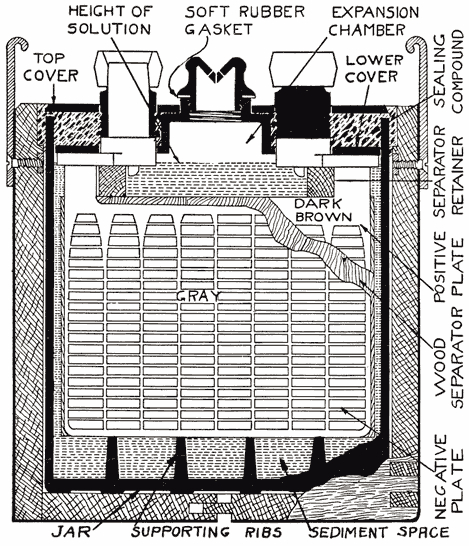 HEIGHT OF
SOLUTION
SOFT RUBBER
GASKET
EXPANSION
CHAMBER
TOP
COVER
LOWER
COVER
SEALING
COMPOUND
SEPARATOR
RETAINER
DARK
BROWN
POSITIVE
PLATE
GRAY
WOOD
SEPARATOR
NEGATIVE
PLATE
JAR
SUPPORTING RIBS
SEDIMENT SPACE